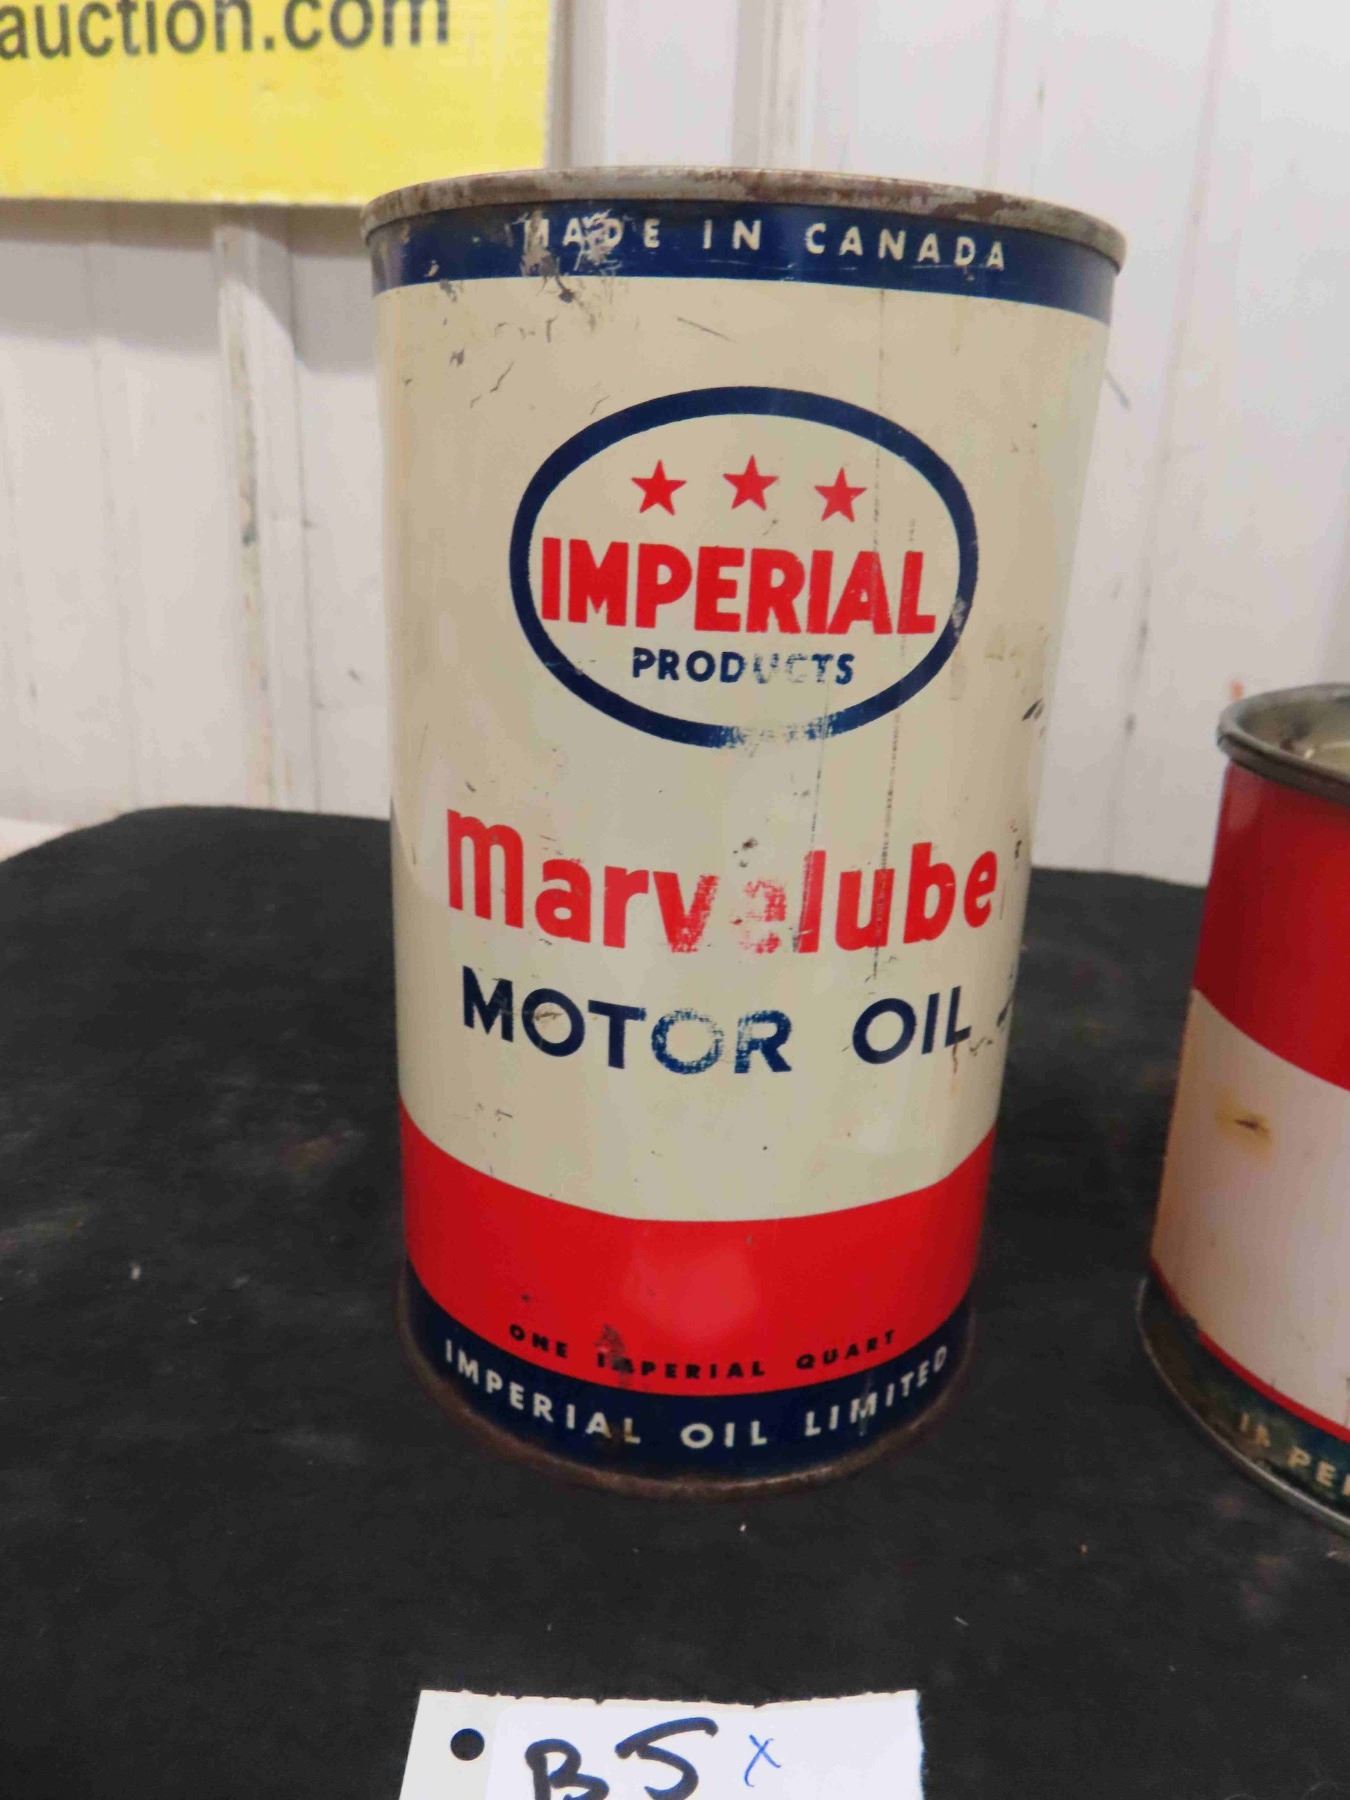 auction.com
MADE IN CANADA
IMPERIAL
PRODUCTS
marvelube
MOTOR OIL
ONE IMPERIAL QUART
IMPERIAL OIL LIMITED
B5 x